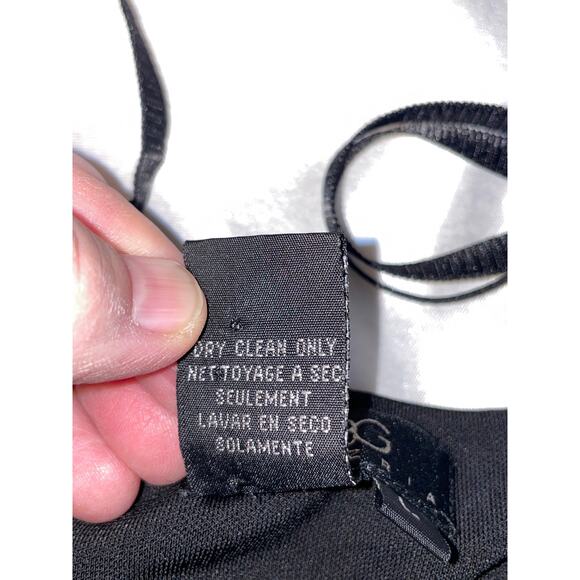 DRY CLEAN ONLY
NETTOYAGE A SEC
SEULEMENT
LAVAR EN SECO
SOLAMENTE